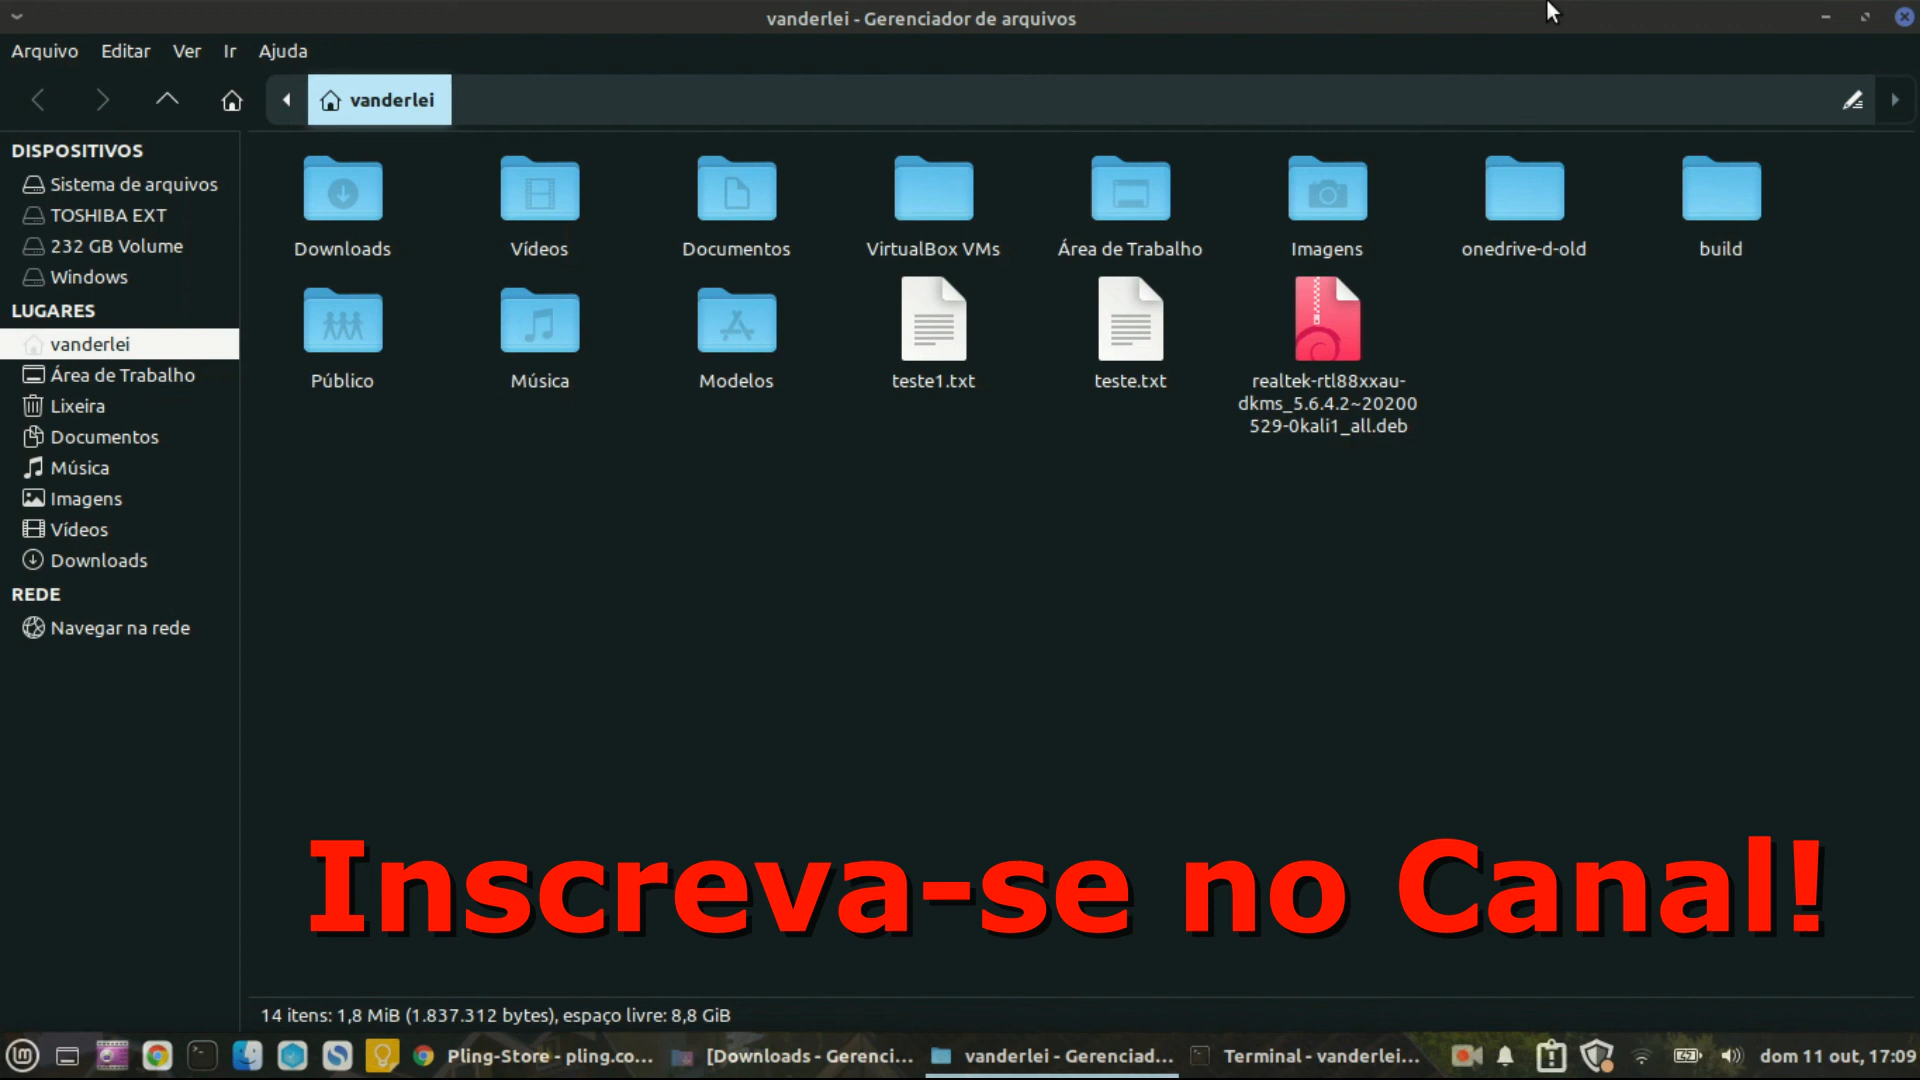 vanderlei - Gerenciador de arquivos
Arquivo Editar Ver Ir Ajuda
vanderlei
DISPOSITIVOS
Sistema de arquivos
TOSHIBA EXT
232 GB Volume
Windows
LUGARES
vanderlei
Área de Trabalho
Lixeira
Documentos
Música
Imagens
Vídeos
Downloads
REDE
Navegar na rede
Downloads Vídeos Documentos VirtualBox VMs Área de Trabalho Imagens onedrive-d-old build
Público Música Modelos teste1.txt teste.txt realtek-rtl88xxau-
dkms_5.6.4.2~20200
529-0kali1_all.deb
Inscreva-se no Canal!
14 itens: 1,8 MiB (1.837.312 bytes), espaço livre: 8,8 GiB
Pling-Store - pling.co... [Downloads - Gerenci... vanderlei - Gerenciad... Terminal - vanderlei... dom 11 out, 17:09